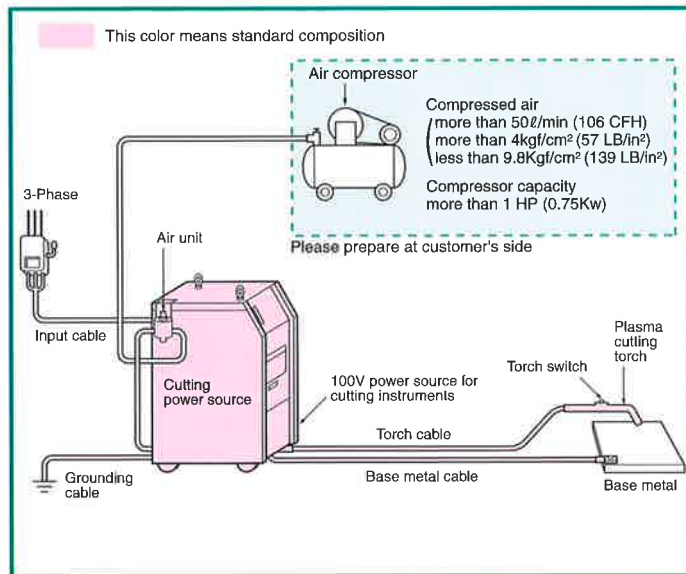 This color means standard composition
Air compressor
Compressed air
more than 50ℓ/min (106 CFH)
more than 4kgf/cm² (57 LB/in²)
less than 9.8Kgf/cm² (139 LB/in²)
Compressor capacity
more than 1 HP (0.75Kw)
Please prepare at customer's side
3-Phase
Air unit
Input cable
Cutting
power source
100V power source for
cutting instruments
Plasma
cutting
torch
Torch switch
Torch cable
Grounding
cable
Base metal cable
Base metal